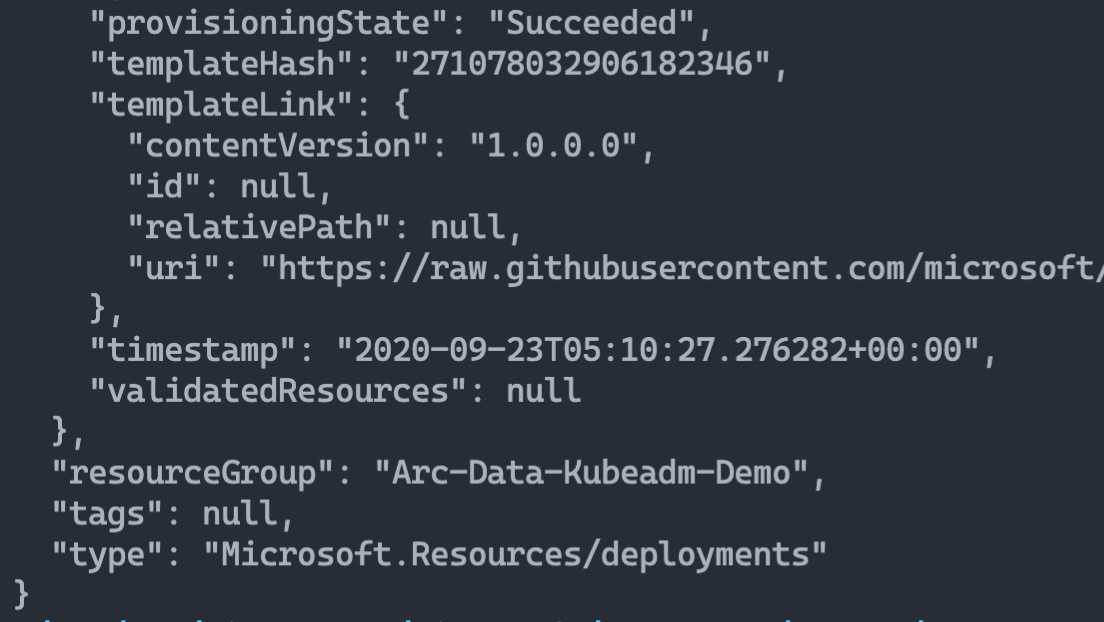 "provisioningState": "Succeeded",
"templateHash": "271078032906182346",
"templateLink": {
"contentVersion": "1.0.0.0",
"id": null,
"relativePath": null,
"uri": "https://raw.githubusercontent.com/microsoft/
},
"timestamp": "2020-09-23T05:10:27.276282+00:00",
"validatedResources": null
},
"resourceGroup": "Arc-Data-Kubeadm-Demo",
"tags": null,
"type": "Microsoft.Resources/deployments"
}